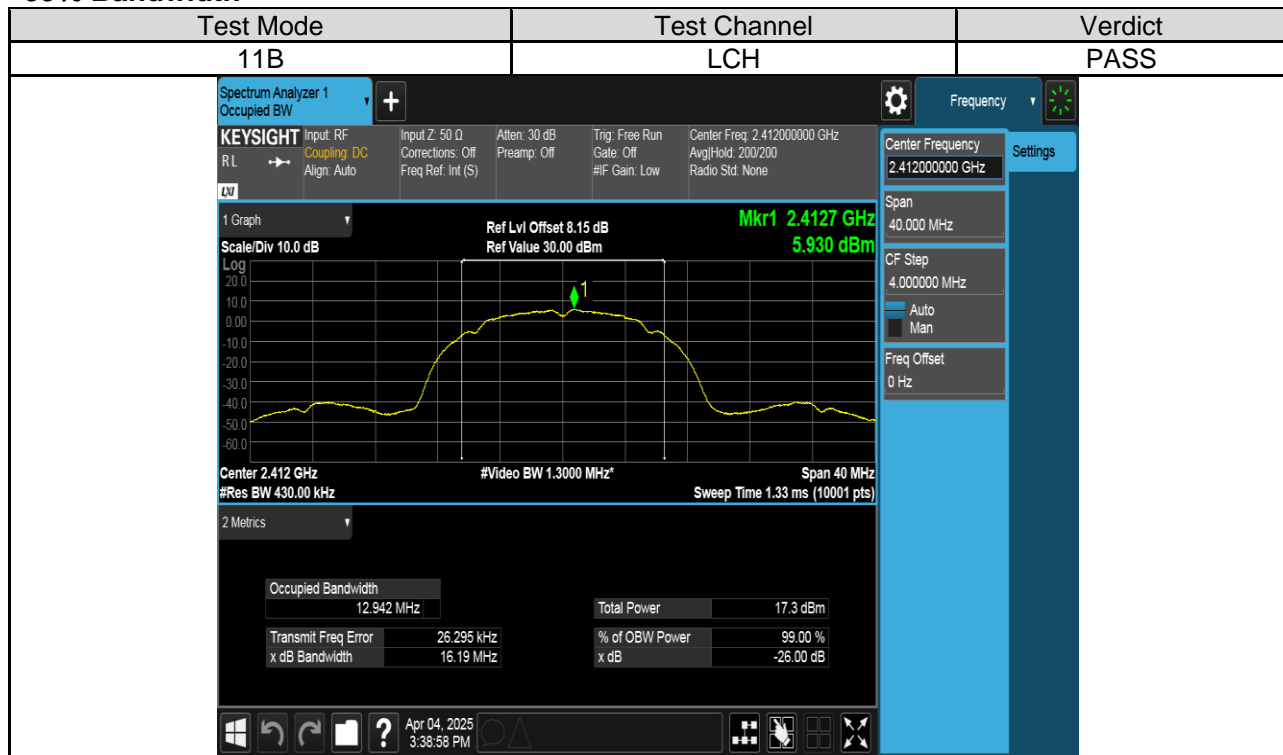 Test Mode Test Channel Verdict
11B LCH PASS
Spectrum Analyzer 1
Occupied BW
+
Frequency
KEYSIGHT Input: RF Input Z: 50 Ω Atten: 30 dB Trig: Free Run Center Freq: 2.412000000 GHz
RL Coupling: DC Corrections: Off Preamp: Off Gate: Off Avg|Hold: 200/200
Align: Auto Freq Ref: Int (S) #IF Gain: Low Radio Std: None
LXI
Center Frequency
2.412000000 GHz
Settings
Span
40.000 MHz
CF Step
4.000000 MHz
Auto
Man
Freq Offset
0 Hz
1 Graph
Ref Lvl Offset 8.15 dB Mkr1 2.4127 GHz
Scale/Div 10.0 dB Ref Value 30.00 dBm 5.930 dBm
Log
20.0
1
10.0
0.00
-10.0
-20.0
-30.0
-40.0
-50.0
-60.0
Center 2.412 GHz #Video BW 1.3000 MHz* Span 40 MHz
#Res BW 430.00 kHz Sweep Time 1.33 ms (10001 pts)
2 Metrics
Occupied Bandwidth
12.942 MHz Total Power 17.3 dBm
Transmit Freq Error 26.295 kHz % of OBW Power 99.00 %
x dB Bandwidth 16.19 MHz x dB -26.00 dB
? Apr 04, 2025
3:38:58 PM